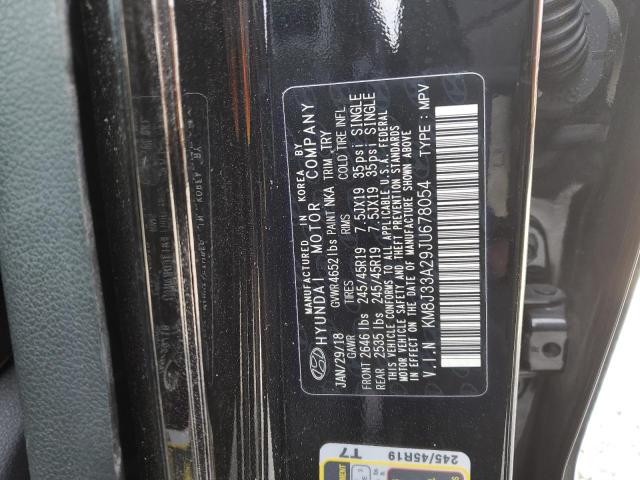 MANUFACTURED IN KOREA BY
HYUNDAI MOTOR COMPANY
JAN/29/18 GVWR 4652lbs PAINT NKA TRIM TRY
GAWR TIRES RIMS COLD TIRE INFL
FRONT 2646lbs 245/45R19 7.5JX19 35psi SINGLE
REAR 2535lbs 245/45R19 7.5JX19 35psi SINGLE
THIS VEHICLE CONFORMS TO ALL APPLICABLE U.S.A. FEDERAL
MOTOR VEHICLE SAFETY AND THEFT PREVENTION STANDARDS
IN EFFECT ON THE DATE OF MANUFACTURE SHOWN ABOVE
V.I.N KM8J33A29JU678054 TYPE : MPV
T7
245/45R19